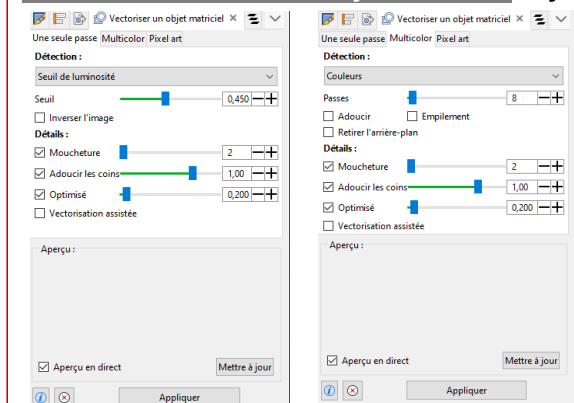 Vectoriser un objet matriciel
Une seule passe Multicolor Pixel art
Détection :
Seuil de luminosité
Seuil 0,450
Inverser l'image
Détails :
Moucheture 2
Adoucir les coins 1,00
Optimisé 0,200
Vectorisation assistée
Aperçu :
Aperçu en direct Mettre à jour
Appliquer
Vectoriser un objet matriciel
Une seule passe Multicolor Pixel art
Détection :
Couleurs
Passes 8
Adoucir Empilement
Retirer l'arrière-plan
Détails :
Moucheture 2
Adoucir les coins 1,00
Optimisé 0,200
Vectorisation assistée
Aperçu :
Aperçu en direct Mettre à jour
Appliquer